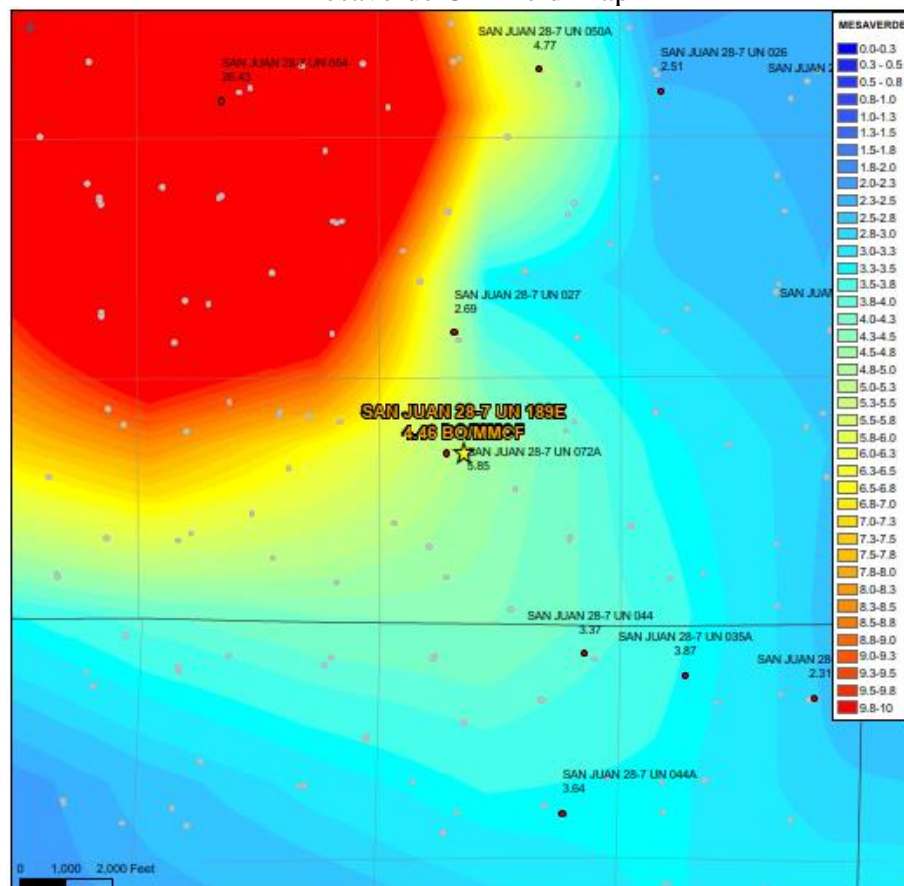 MESAVERDE
0.0-0.3
0.3 - 0.5
0.5 - 0.8
0.8-1.0
1.0-1.3
1.3-1.5
1.5-1.8
1.8-2.0
2.0-2.3
2.3-2.5
2.5-2.8
2.8-3.0
3.0-3.3
3.3-3.5
3.5-3.8
3.8-4.0
4.0-4.3
4.3-4.5
4.5-4.8
4.8-5.0
5.0-5.3
5.3-5.5
5.5-5.8
5.8-6.0
6.0-6.3
6.3-6.5
6.5-6.8
6.8-7.0
7.0-7.3
7.3-7.5
7.5-7.8
7.8-8.0
8.0-8.3
8.3-8.5
8.5-8.8
8.8-9.0
9.0-9.3
9.3-9.5
9.5-9.8
9.8-10
SAN JUAN 28-7 UN 050A
4.77
SAN JUAN 28-7 UN 026
2.51
SAN JUAN 2
SAN JUAN 28-7 UN
26.43
SAN JUAN
SAN JUAN 28-7 UN 027
2.69
SAN JUAN 28-7 UN 189E
4.46 BO/MMCF
SAN JUAN 28-7 UN 072A
5.85
SAN JUAN 28-7 UN 044
3.37
SAN JUAN 28-7 UN 035A
3.87
SAN JUAN 28-
2.31
SAN JUAN 28-7 UN 044A
3.64
0 1,000 2,000 Feet